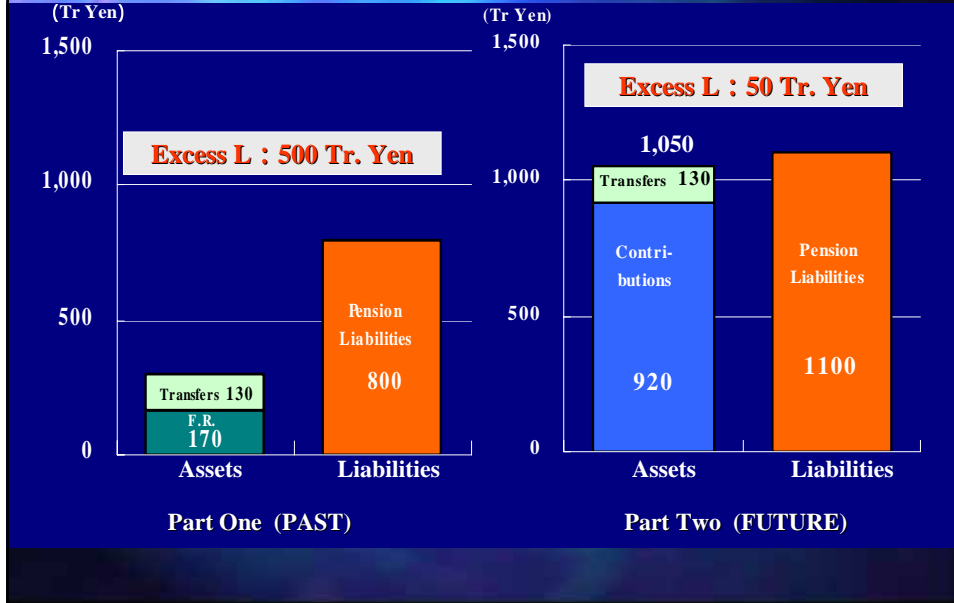 (Tr Yen)
1,500
Excess L : 500 Tr. Yen
1,000
500
Pension
Liabilities
800
Transfers 130
F.R.
170
0
Assets
Liabilities
Part One (PAST)
(Tr Yen)
1,500
Excess L : 50 Tr. Yen
1,050
1,000
Transfers 130
Contri-
butions
920
Pension
Liabilities
1100
500
0
Assets
Liabilities
Part Two (FUTURE)